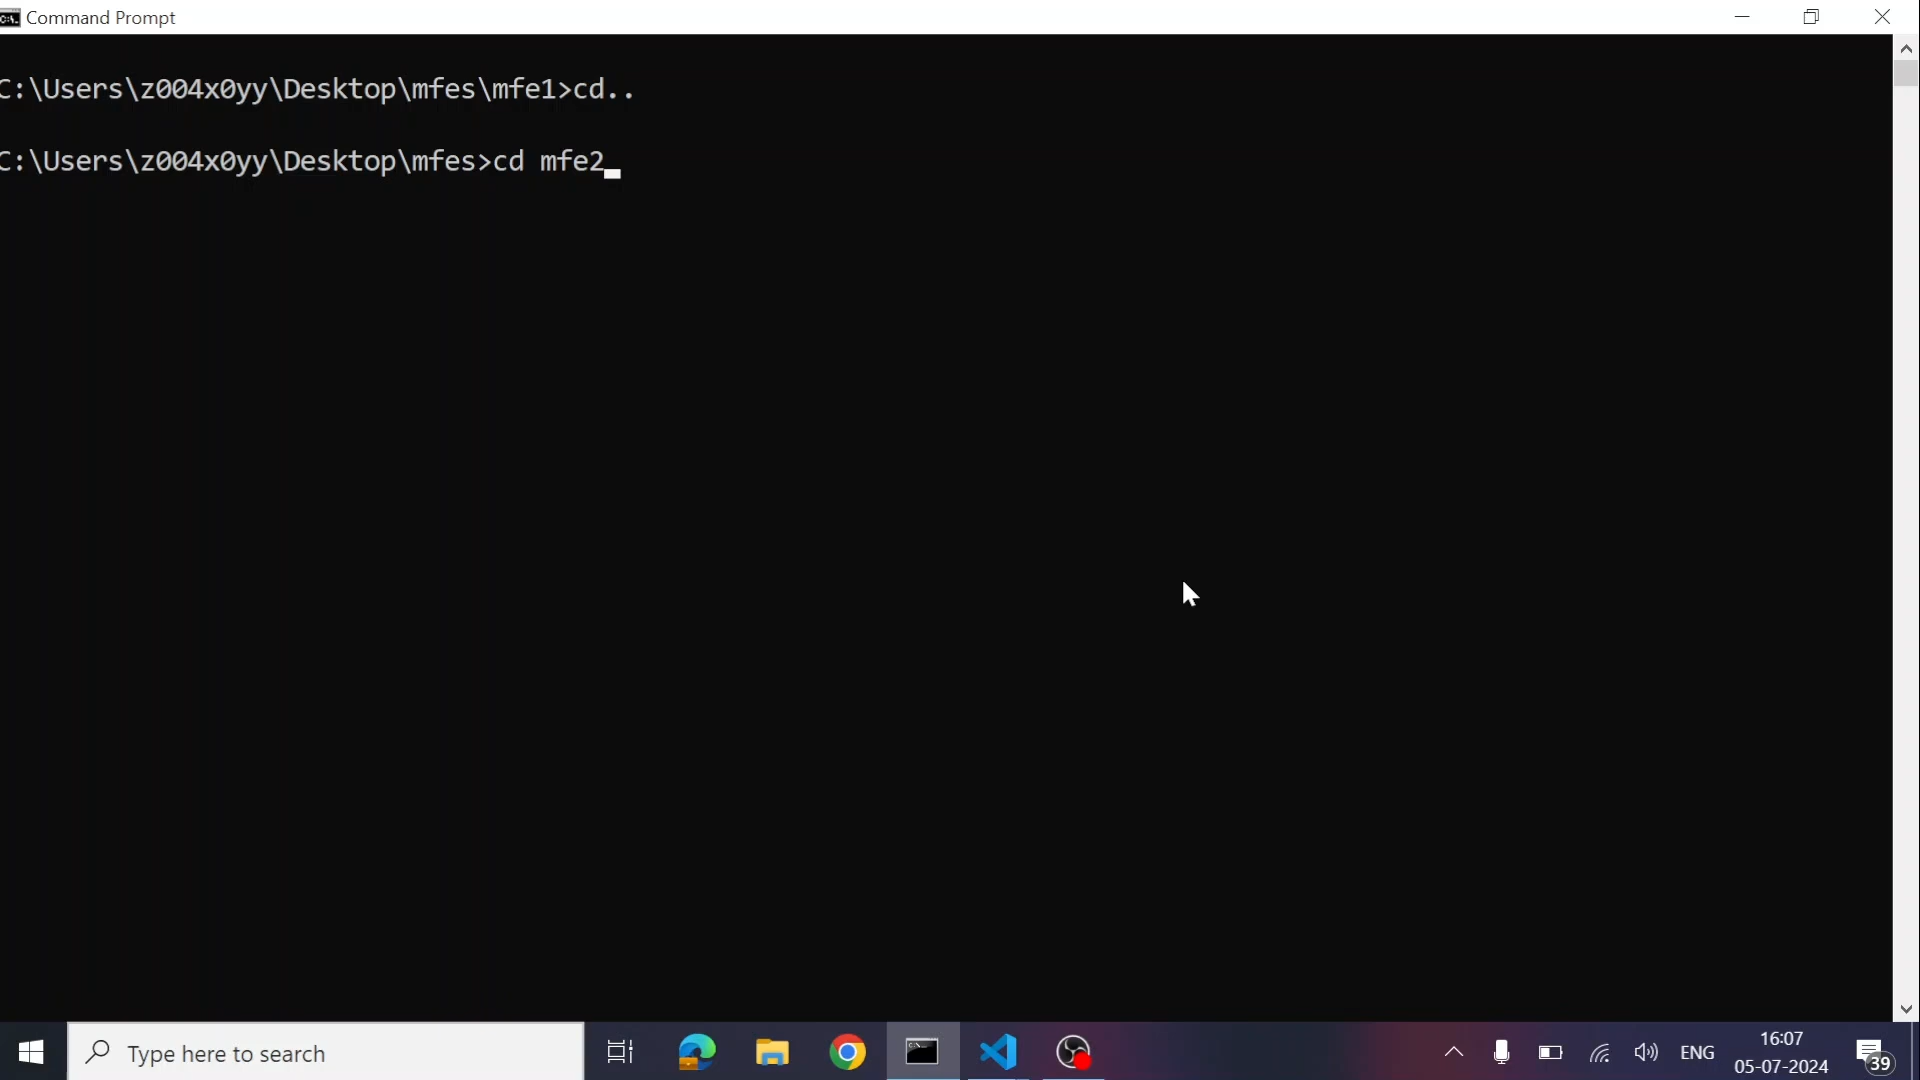 Command Prompt
C:\Users\z004x0yy\Desktop\mfes\mfe1>cd..
C:\Users\z004x0yy\Desktop\mfes>cd mfe2
Type here to search
ENG
16:07
05-07-2024
39